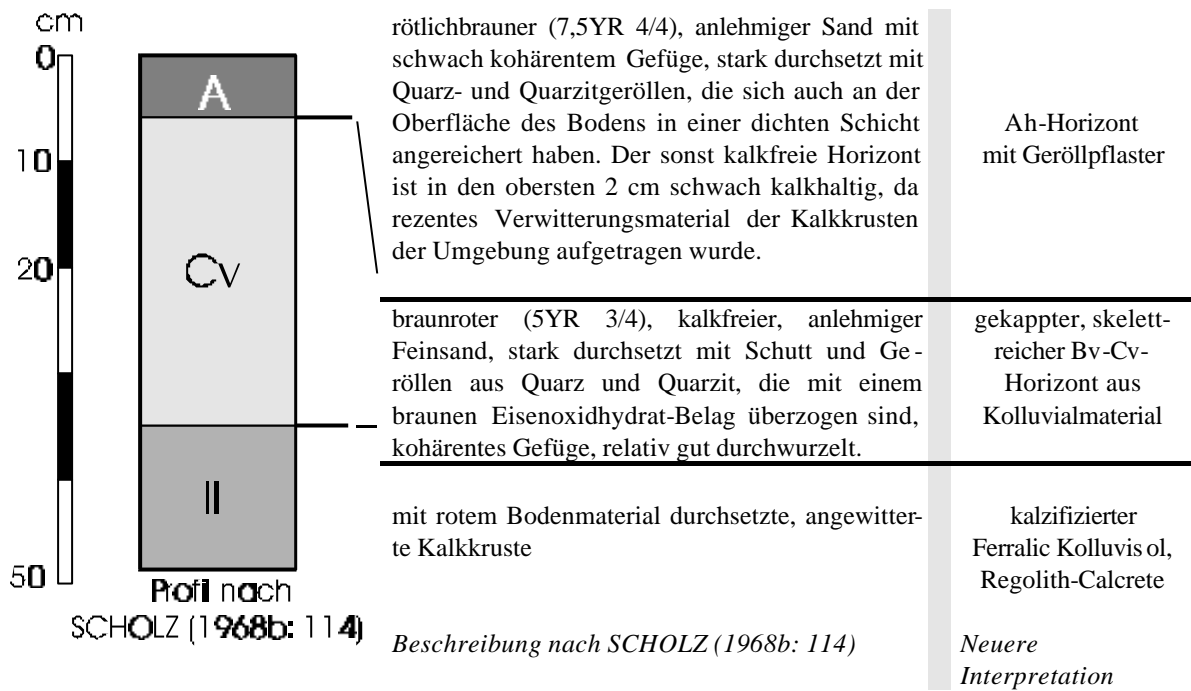 cm
0
10
20
50
A
Cv
II
Profil nach
SCHOLZ (1968b: 114)
rötlichbrauner (7,5YR 4/4), anlehmiger Sand mit
schwach kohärentem Gefüge, stark durchsetzt mit
Quarz- und Quarzitgeröllen, die sich auch an der
Oberfläche des Bodens in einer dichten Schicht
angereichert haben. Der sonst kalkfreie Horizont
ist in den obersten 2 cm schwach kalkhaltig, da
rezentes Verwitterungsmaterial der Kalkkrusten
der Umgebung aufgetragen wurde.
Ah-Horizont
mit Geröllpflaster
braunroter (5YR 3/4), kalkfreier, anlehmiger
Feinsand, stark durchsetzt mit Schutt und Ge-
röllen aus Quarz und Quarzit, die mit einem
braunen Eisenoxidhydrat-Belag überzogen sind,
kohärentes Gefüge, relativ gut durchwurzelt.
gekappter, skelett-
reicher Bv-Cv-
Horizont aus
Kolluvialmaterial
mit rotem Bodenmaterial durchsetzte, angewitter-
te Kalkkruste
kalzifizierter
Ferralic Kolluvisol,
Regolith-Calcrete
Beschreibung nach SCHOLZ (1968b: 114)
Neuere
Interpretation